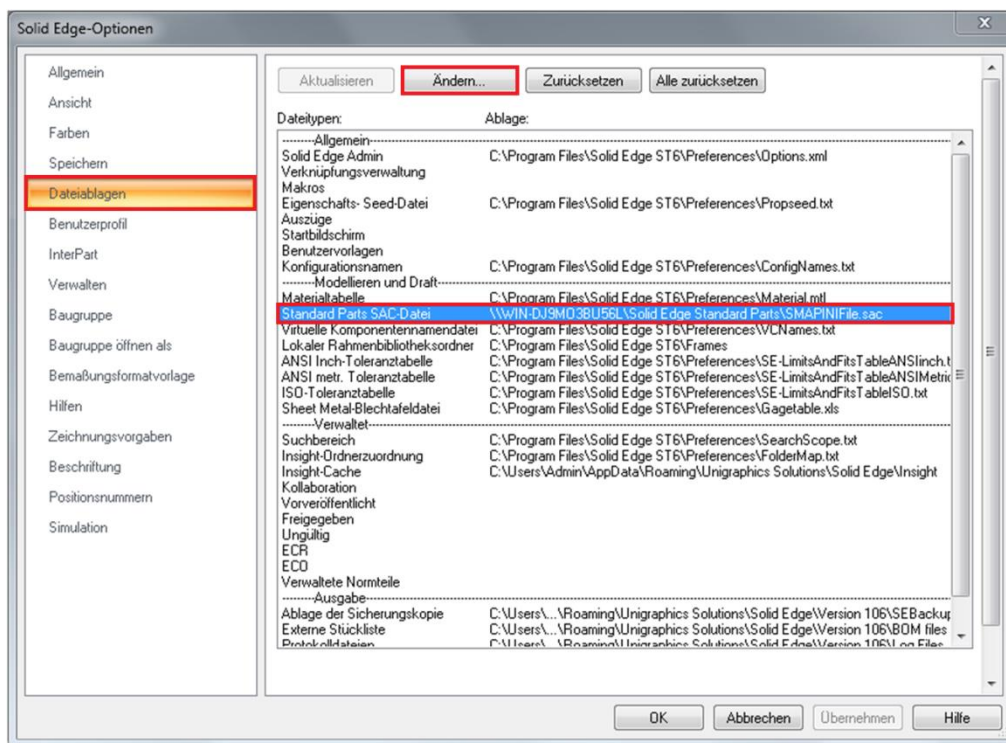 Solid Edge-Optionen
Allgemein
Ansicht
Farben
Speichern
Dateiablagen
Benutzerprofil
InterPart
Verwalten
Baugruppe
Baugruppe öffnen als
Bemaßungsformatvorlage
Hilfen
Zeichnungsvorgaben
Beschriftung
Positionsnummern
Simulation
Aktualisieren Ändern... Zurücksetzen Alle zurücksetzen
Dateitypen: Ablage:
--------Allgemein--------
Solid Edge Admin C:\Program Files\Solid Edge ST6\Preferences\Options.xml
Verknüpfungsverwaltung
Makros
Eigenschafts- Seed-Datei C:\Program Files\Solid Edge ST6\Preferences\Propseed.txt
Auszüge
Startbildschirm
Benutzervorlagen
Konfigurationsnamen C:\Program Files\Solid Edge ST6\Preferences\ConfigNames.txt
--------Modellieren und Draft--------
Materialtabelle C:\Program Files\Solid Edge ST6\Preferences\Material.mtl
Standard Parts SAC-Datei \\WIN-DJ9MO3BU56L\Solid Edge Standard Parts\SMAPINIFile.sac
Virtuelle Komponentennamendatei C:\Program Files\Solid Edge ST6\Preferences\VCNames.txt
Lokaler Rahmenbibliotheksordner C:\Program Files\Solid Edge ST6\Frames
ANSI Inch-Toleranztabelle C:\Program Files\Solid Edge ST6\Preferences\SE-LimitsAndFitsTableANSIinch.t
ANSI metr. Toleranztabelle C:\Program Files\Solid Edge ST6\Preferences\SE-LimitsAndFitsTableANSIMetric
ISO-Toleranztabelle C:\Program Files\Solid Edge ST6\Preferences\SE-LimitsAndFitsTableISO.txt
Sheet Metal-Blechtafeldatei C:\Program Files\Solid Edge ST6\Preferences\Gagetable.xls
--------Verwaltet--------
Suchbereich C:\Program Files\Solid Edge ST6\Preferences\SearchScope.txt
Insight-Ordnerzuordnung C:\Program Files\Solid Edge ST6\Preferences\FolderMap.txt
Insight-Cache C:\Users\Admin\AppData\Roaming\Unigraphics Solutions\Solid Edge\Insight
Kollaboration
Vorveröffentlicht
Freigegeben
Ungültig
ECR
ECO
Verwaltete Normteile
--------Ausgabe--------
Ablage der Sicherungskopie C:\Users\...\Roaming\Unigraphics Solutions\Solid Edge\Version 106\SEBackup
Externe Stückliste C:\Users\...\Roaming\Unigraphics Solutions\Solid Edge\Version 106\BOM files
Protokolldateien C:\Users\...\Roaming\Unigraphics Solutions\Solid Edge\Version 106\Log Files
OK Abbrechen Übernehmen Hilfe